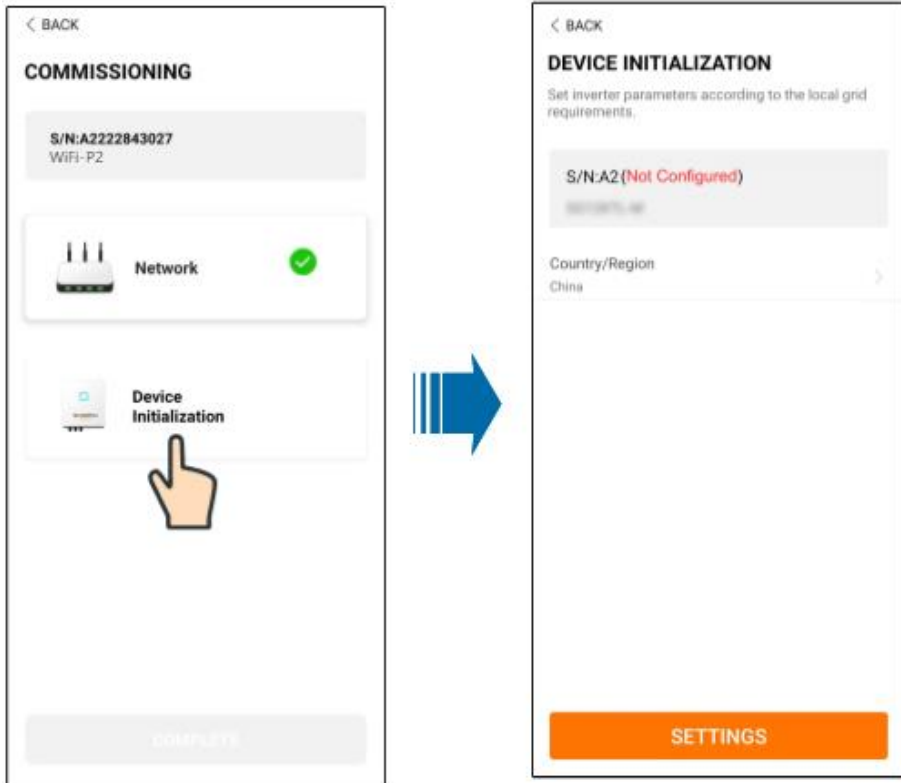 < BACK
COMMISSIONING
S/N:A2222843027
WiFi-P2
Network
Device
Initialization
COMPLETE
< BACK
DEVICE INITIALIZATION
Set inverter parameters according to the local grid
requirements.
S/N:A2(Not Configured)
Country/Region
China
SETTINGS